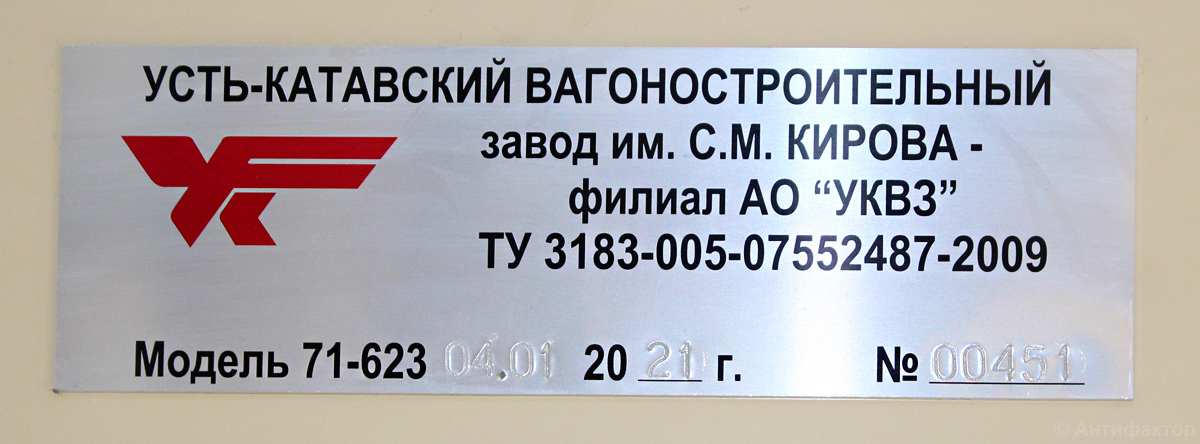 УСТЬ-КАТАВСКИЙ ВАГОНОСТРОИТЕЛЬНЫЙ
завод им. С.М. КИРОВА -
филиал АО “УКВЗ”
ТУ 3183-005-07552487-2009
Модель 71-623 04.01 20 21 г. № 00451
© Антифактор